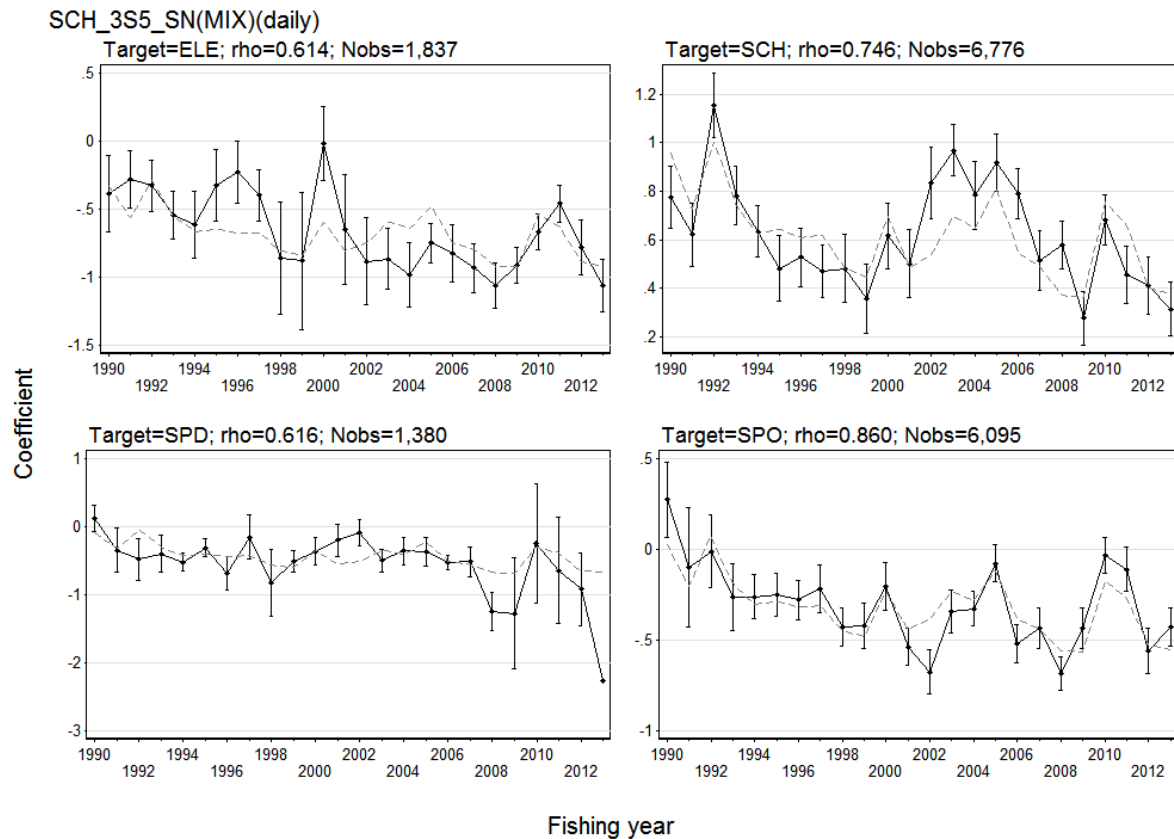 SCH_3S5_SN(MIX)(daily)
Target=ELE; rho=0.614; Nobs=1,837
.5
0
-.5
-1
-1.5
1990 1994 1996 1998 2000 2002 2004 2006 2008 2010 2012
Target=SCH; rho=0.746; Nobs=6,776
1.2
1
.8
.6
.4
.2
1990 1992 1994 1996 1998 2000 2002 2004 2006 2008 2010 2012
Coefficient
Target=SPD; rho=0.616; Nobs=1,380
1
0
-1
-2
-3
1990 1994 1998 2002 2006 2010
1992 1996 2000 2004 2008 2012
Target=SPO; rho=0.860; Nobs=6,095
.5
0
-.5
-1
1990 1994 1998 2002 2006 2010
1992 1996 2000 2004 2008 2012
Fishing year